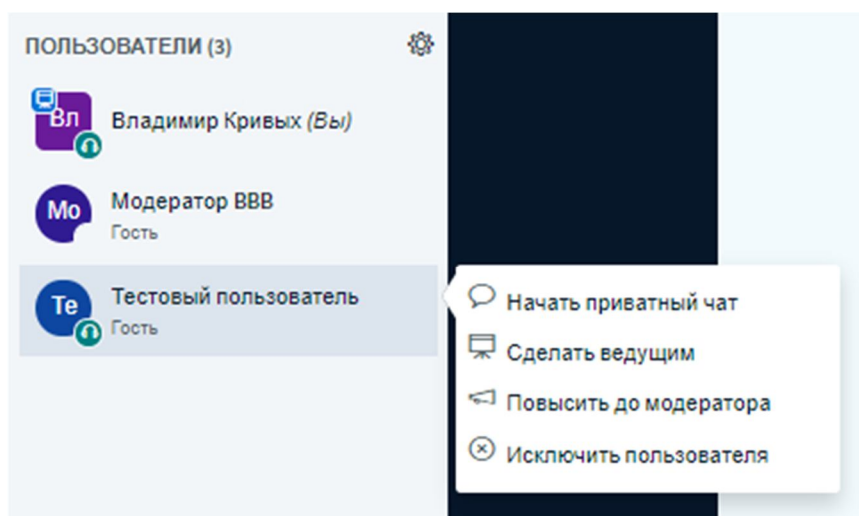 ПОЛЬЗОВАТЕЛИ (3)
Вл
Владимир Кривых (Вы)
Мо
Модератор BBB
Гость
Те
Тестовый пользователь
Гость
Начать приватный чат
Сделать ведущим
Повысить до модератора
Исключить пользователя